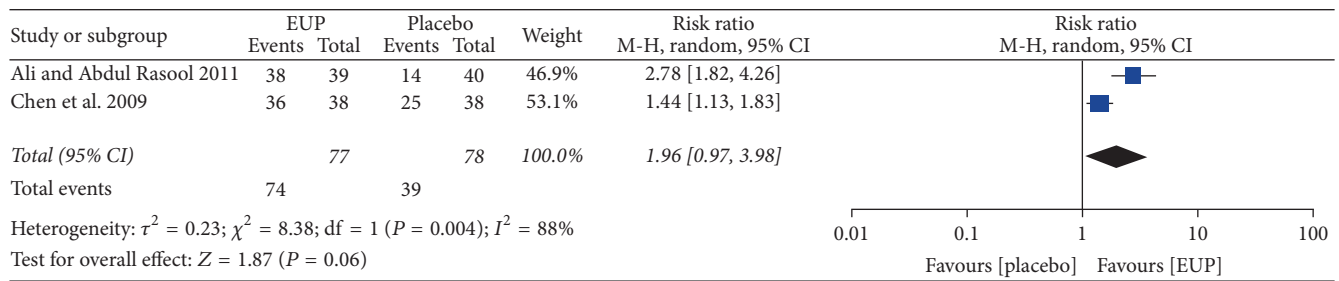 Study or subgroup EUP Placebo Weight Risk ratio Risk ratio
Events Total Events Total M-H, random, 95% CI M-H, random, 95% CI
Ali and Abdul Rasool 2011 38 39 14 40 46.9% 2.78 [1.82, 4.26]
Chen et al. 2009 36 38 25 38 53.1% 1.44 [1.13, 1.83]
Total (95% CI) 77 78 100.0% 1.96 [0.97, 3.98]
Total events 74 39
Heterogeneity: τ² = 0.23; χ² = 8.38; df = 1 (P = 0.004); I² = 88%
0.01 0.1 1 10 100
Test for overall effect: Z = 1.87 (P = 0.06)
Favours [placebo] Favours [EUP]